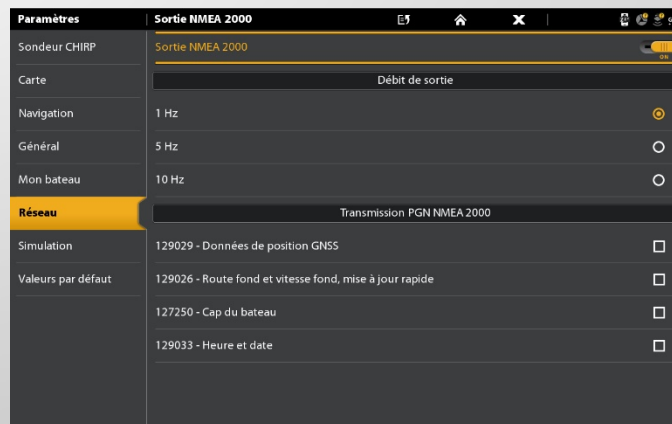 Paramètres
Sortie NMEA 2000
Sondeur CHIRP
Sortie NMEA 2000
ON
Carte
Débit de sortie
Navigation
1 Hz
Général
5 Hz
Mon bateau
10 Hz
Réseau
Transmission PGN NMEA 2000
Simulation
129029 - Données de position GNSS
Valeurs par défaut
129026 - Route fond et vitesse fond, mise à jour rapide
127250 - Cap du bateau
129033 - Heure et date